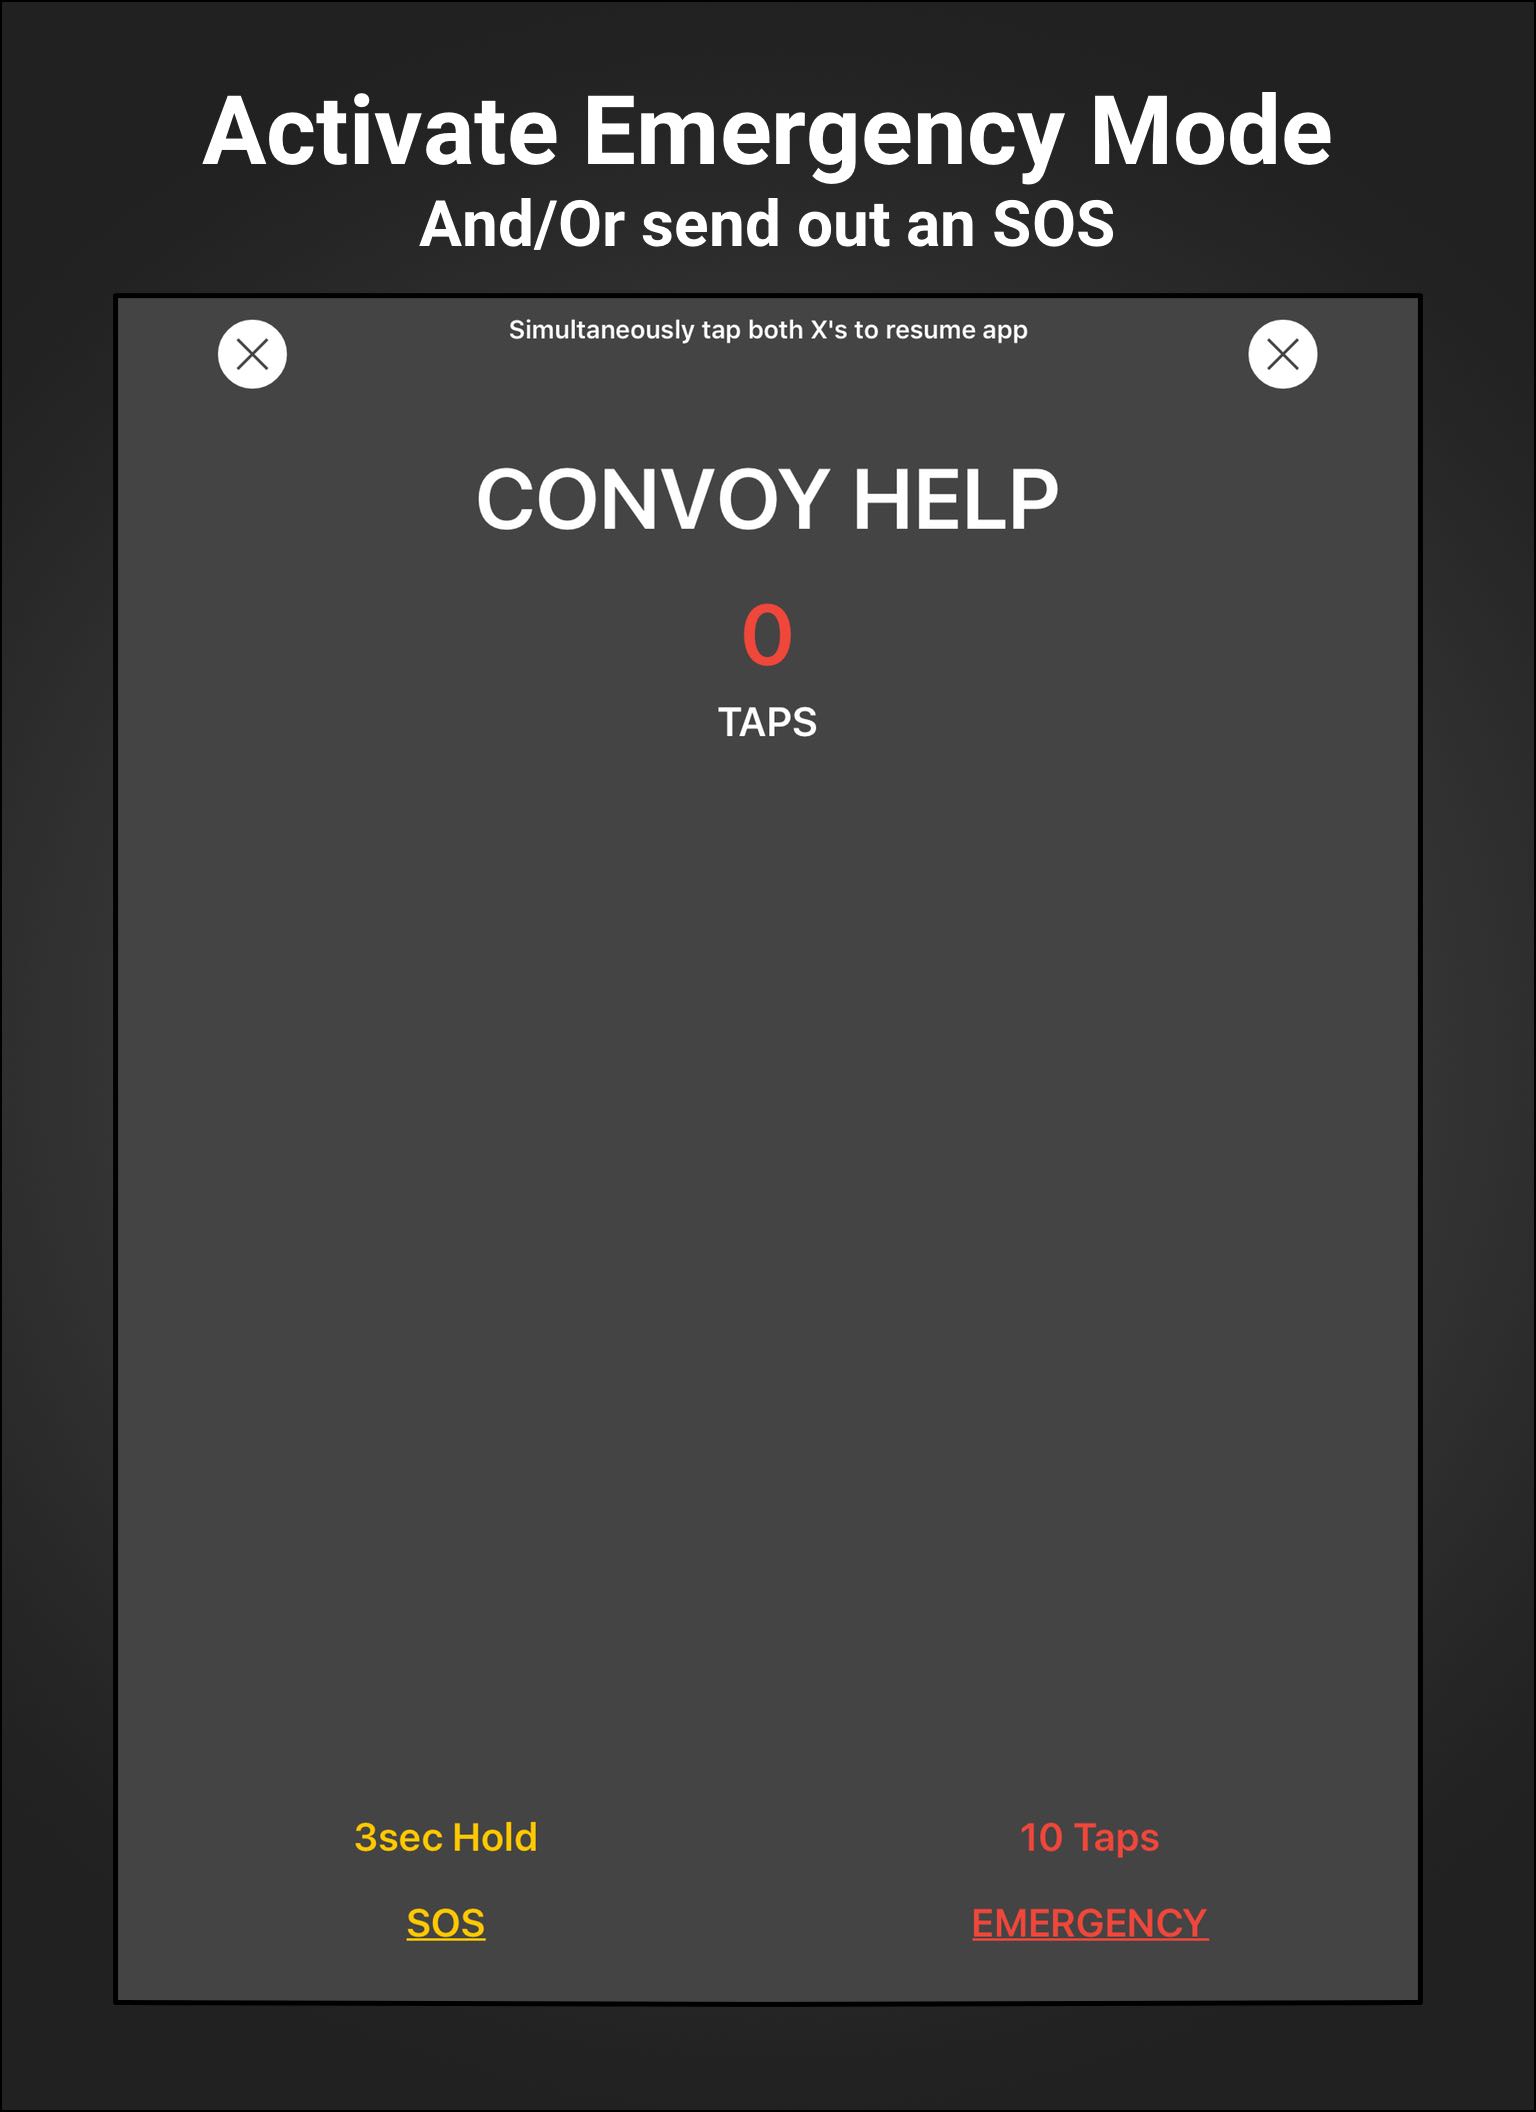 Activate Emergency Mode
And/Or send out an SOS
Simultaneously tap both X's to resume app
CONVOY HELP
0
TAPS
3sec Hold
10 Taps
SOS
EMERGENCY